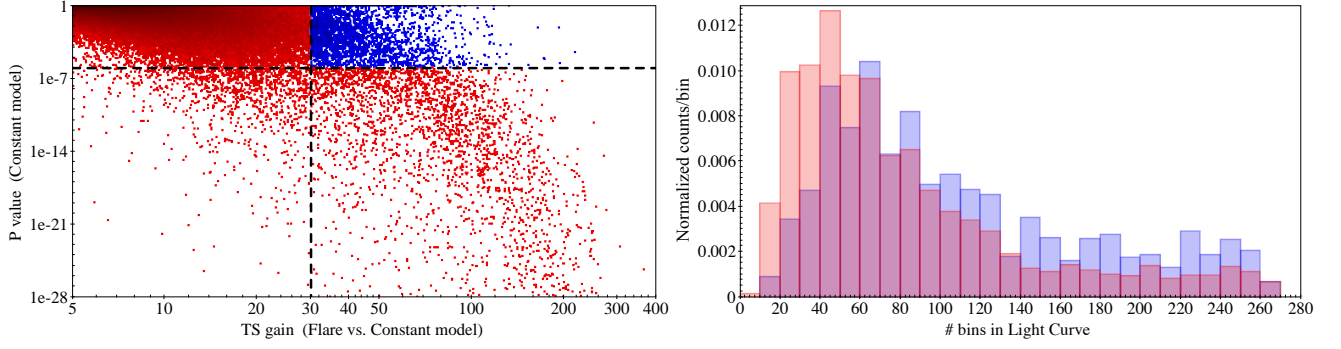 1
1e-7
1e-14
1e-21
1e-28
P value (Constant model)
5 10 20 30 40 50 100 200 300 400
TS gain (Flare vs. Constant model)
0.012
0.010
0.008
0.006
0.004
0.002
0
Normalized counts/bin
0 20 40 60 80 100 120 140 160 180 200 220 240 260 280
# bins in Light Curve